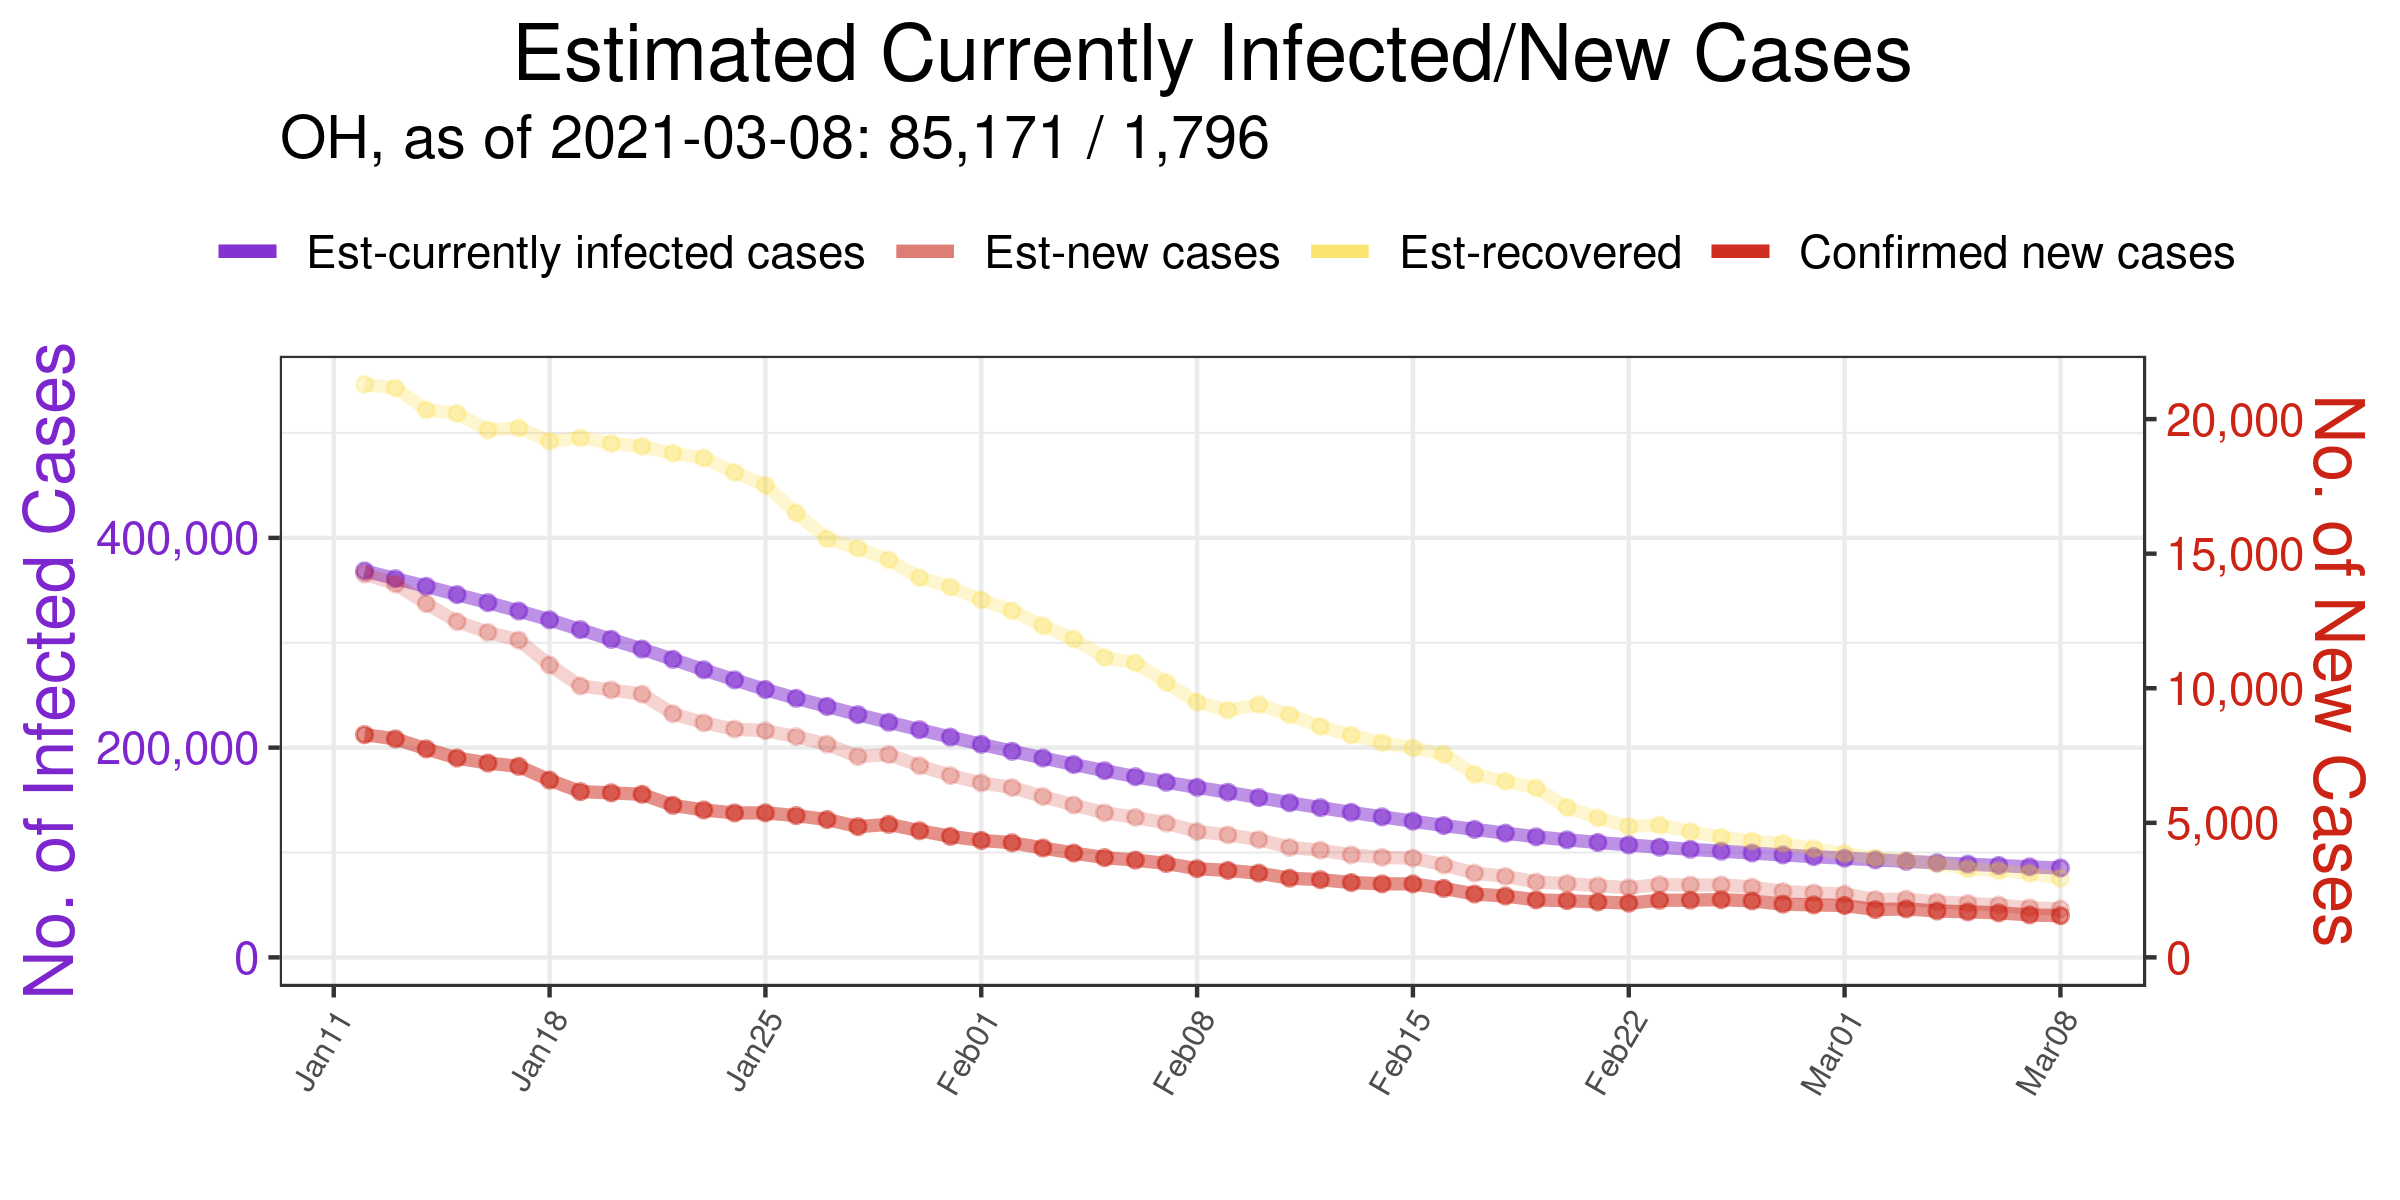 Estimated Currently Infected/New Cases
OH, as of 2021-03-08: 85,171 / 1,796
Est-currently infected cases Est-new cases Est-recovered Confirmed new cases
No. of Infected Cases
400,000
200,000
0
20,000
15,000
10,000
5,000
0
No. of New Cases
Jan11 Jan18 Jan25 Feb01 Feb08 Feb15 Feb22 Mar01 Mar08